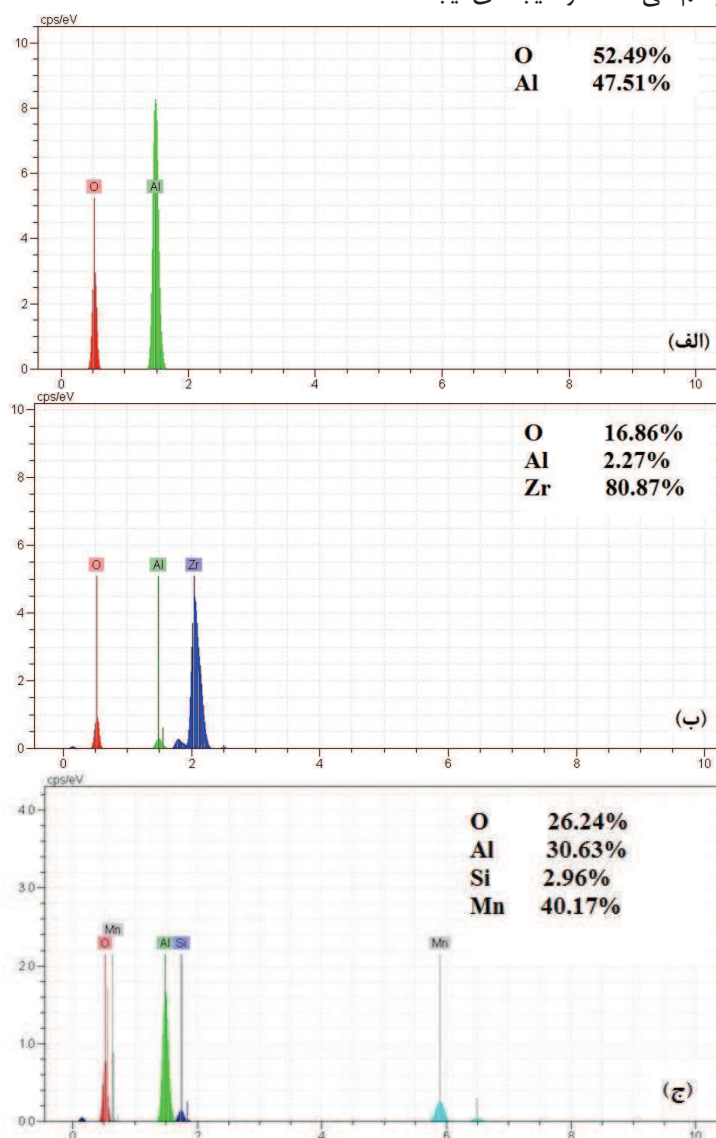 cps/eV
10
8
6
4
2
0
O 52.49%
Al 47.51%
O
Al
(الف)
0 2 4 6 8 10
cps/eV
10
8
6
4
2
0
O 16.86%
Al 2.27%
Zr 80.87%
O Al Zr
(ب)
0 2 4 6 8 10
cps/eV
4.0
3.0
2.0
1.0
0.0
O 26.24%
Al 30.63%
Si 2.96%
Mn 40.17%
Mn
O Al Si Mn
(ج)
0 2 4 6 8 10